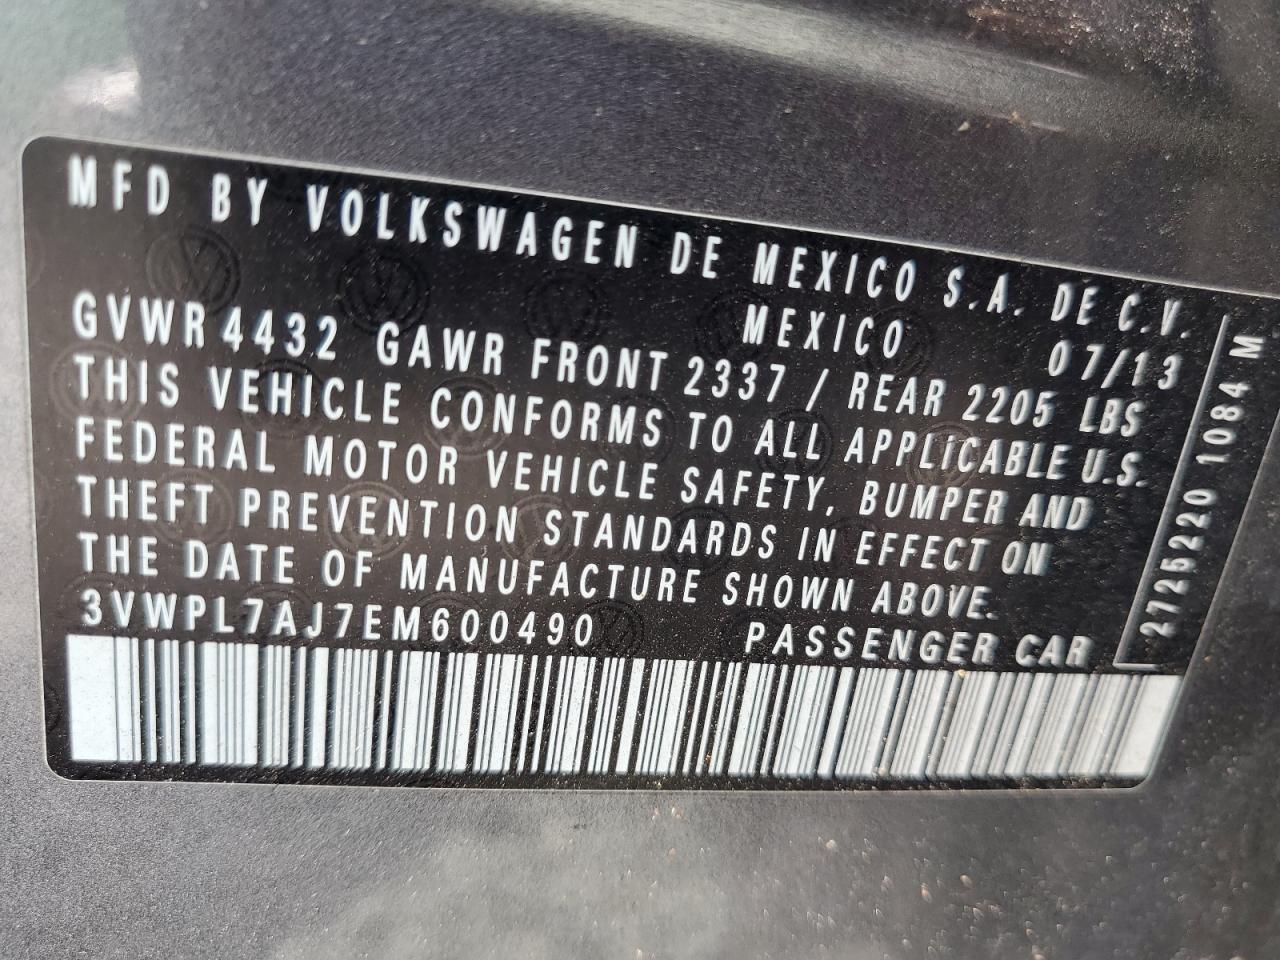 MFD BY VOLKSWAGEN DE MEXICO S.A. DE C.V.
MEXICO 07/13
GVWR 4432 GAWR FRONT 2337 / REAR 2205 LBS
THIS VEHICLE CONFORMS TO ALL APPLICABLE U.S.
FEDERAL MOTOR VEHICLE SAFETY, BUMPER AND
THEFT PREVENTION STANDARDS IN EFFECT ON
THE DATE OF MANUFACTURE SHOWN ABOVE.
3VWPL7AJ7EM600490 PASSENGER CAR
2725220 1084 M